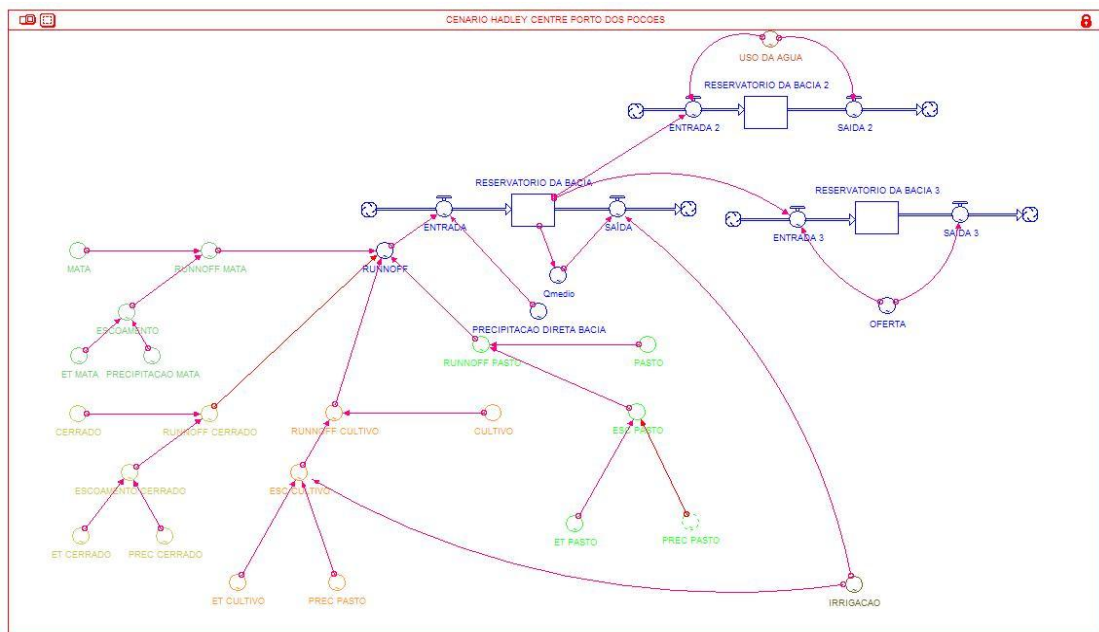 CENARIO HADLEY CENTRE PORTO DOS POCOES
USO DA AGUA
RESERVATORIO DA BACIA 2
ENTRADA 2
SAIDA 2
RESERVATORIO DA BACIA
RESERVATORIO DA BACIA 3
ENTRADA
SAÍDA
ENTRADA 3
SAIDA 3
MATA
RUNNOFF MATA
RUNNOFF
Qmedio
ESCOAMENTO
PRECIPITACAO DIRETA BACIA
OFERTA
ET MATA
PRECIPITACAO MATA
RUNNOFF PASTO
PASTO
CERRADO
RUNNOFF CERRADO
RUNNOFF CULTIVO
CULTIVO
ESC PASTO
ESCOAMENTO CERRADO
ESC CULTIVO
ET CERRADO
PREC CERRADO
ET PASTO
PREC PASTO
ET CULTIVO
PREC PASTO
IRRIGACAO